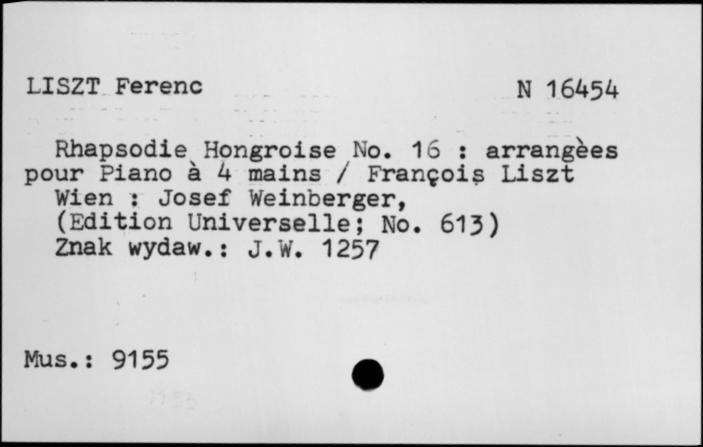 LISZT Ferenc
N 16454
Rhapsodie Hongroise No. 16 : arrangèes
pour Piano à 4 mains / François Liszt
Wien : Josef Weinberger,
(Edition Universelle; No. 613)
Znak wydaw.: J.W. 1257
Mus.: 9155